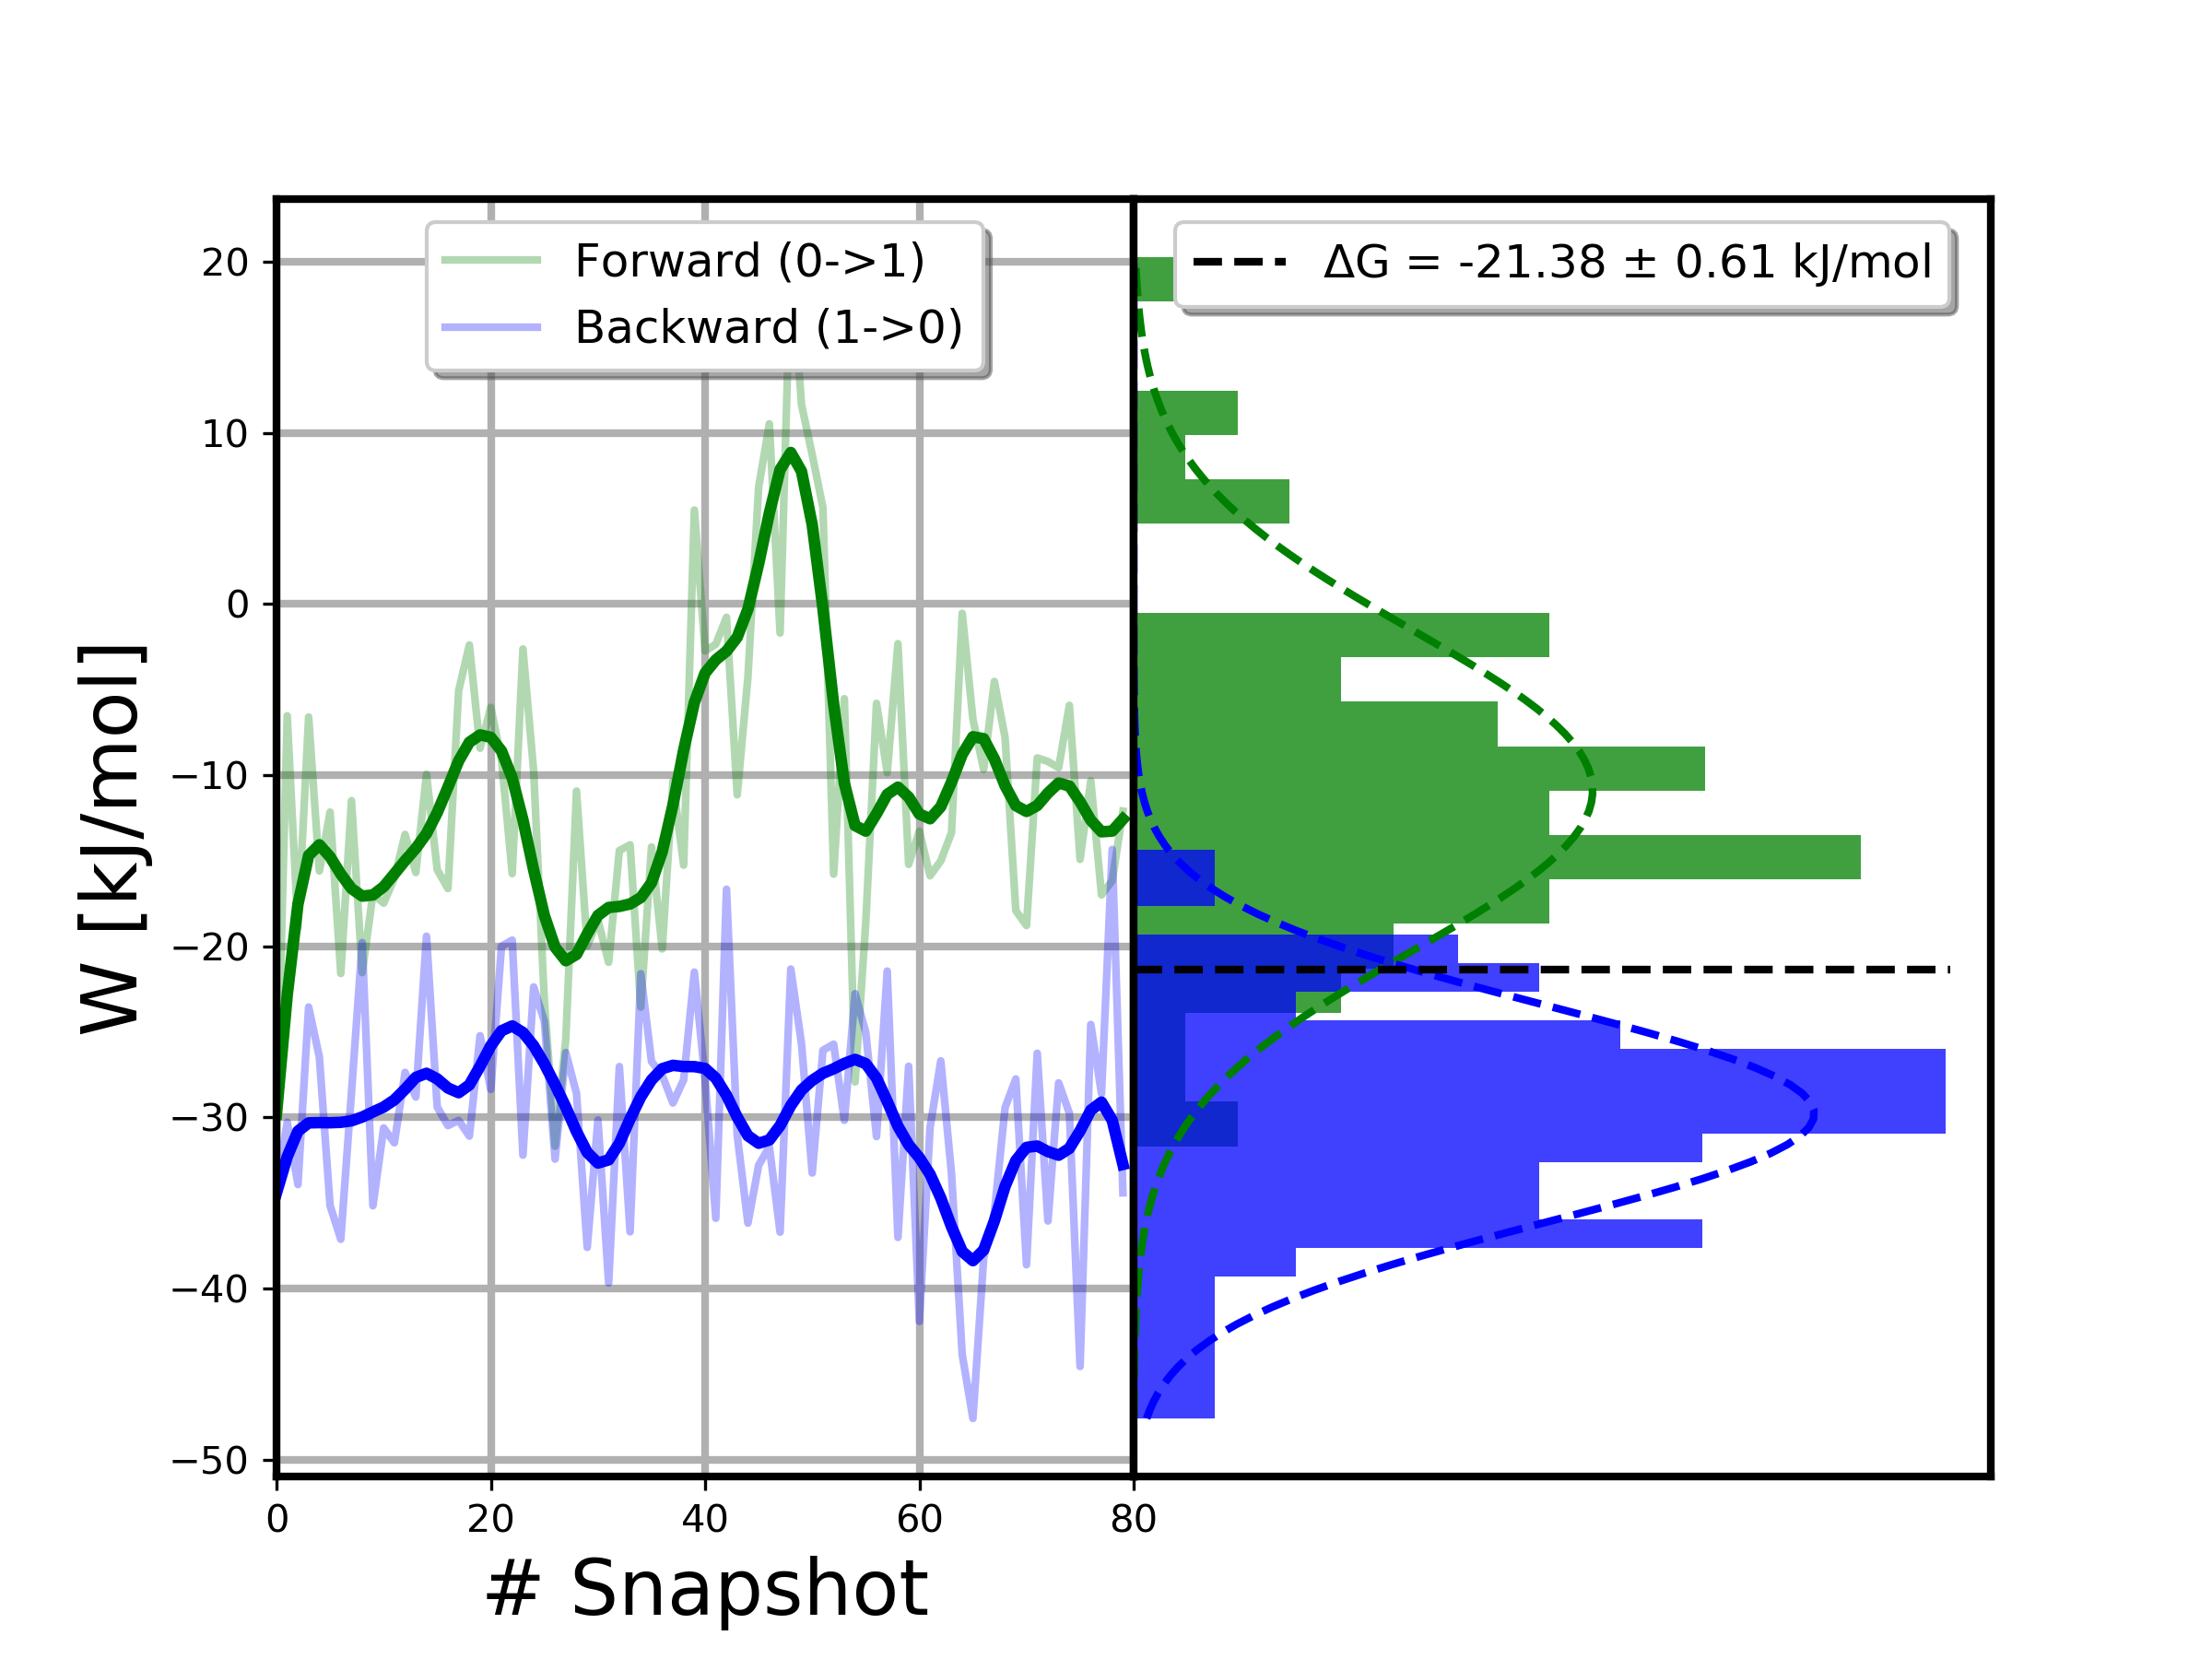 Forward (0->1)
Backward (1->0)
ΔG = -21.38 ± 0.61 kJ/mol
W [kJ/mol]
20
10
0
−10
−20
−30
−40
−50
0 20 40 60 80
# Snapshot